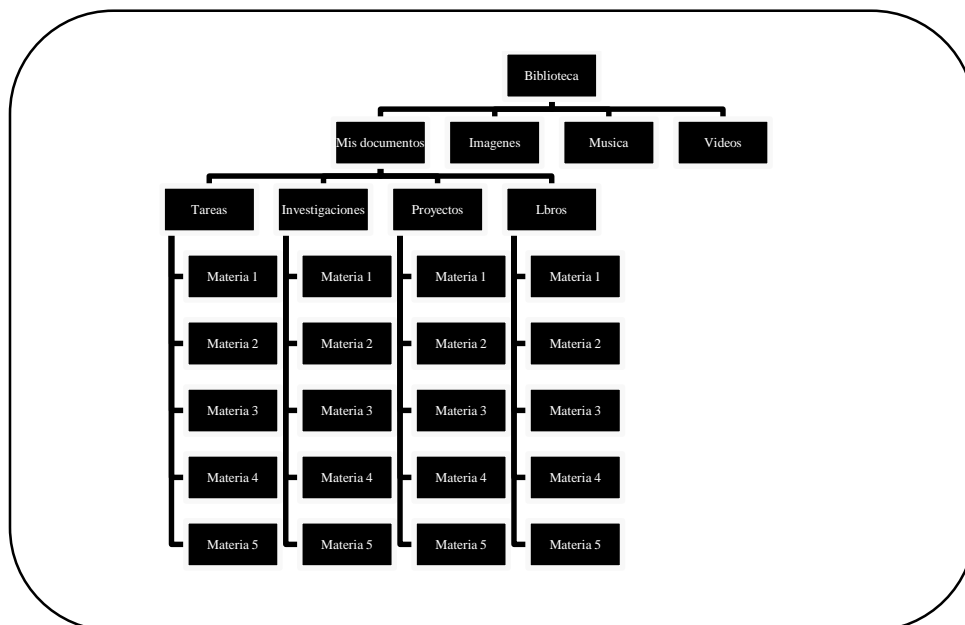 Biblioteca
Mis documentos
Imagenes
Musica
Videos
Tareas
Investigaciones
Proyectos
Lbros
Materia 1
Materia 1
Materia 1
Materia 1
Materia 2
Materia 2
Materia 2
Materia 2
Materia 3
Materia 3
Materia 3
Materia 3
Materia 4
Materia 4
Materia 4
Materia 4
Materia 5
Materia 5
Materia 5
Materia 5